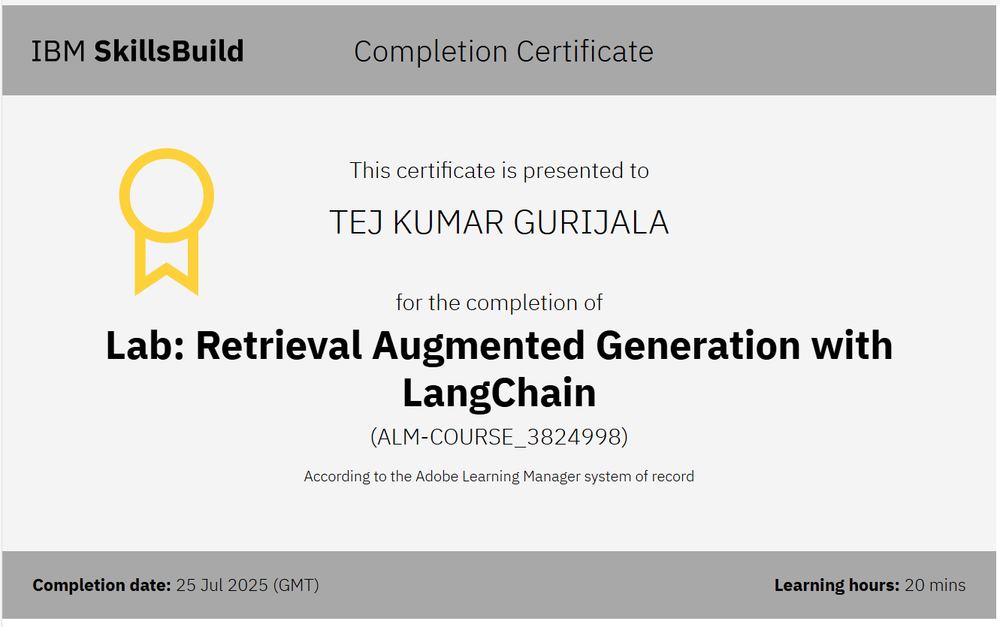 IBM SkillsBuild
Completion Certificate
This certificate is presented to
TEJ KUMAR GURIJALA
for the completion of
Lab: Retrieval Augmented Generation with
LangChain
(ALM-COURSE_3824998)
According to the Adobe Learning Manager system of record
Completion date: 25 Jul 2025 (GMT)
Learning hours: 20 mins